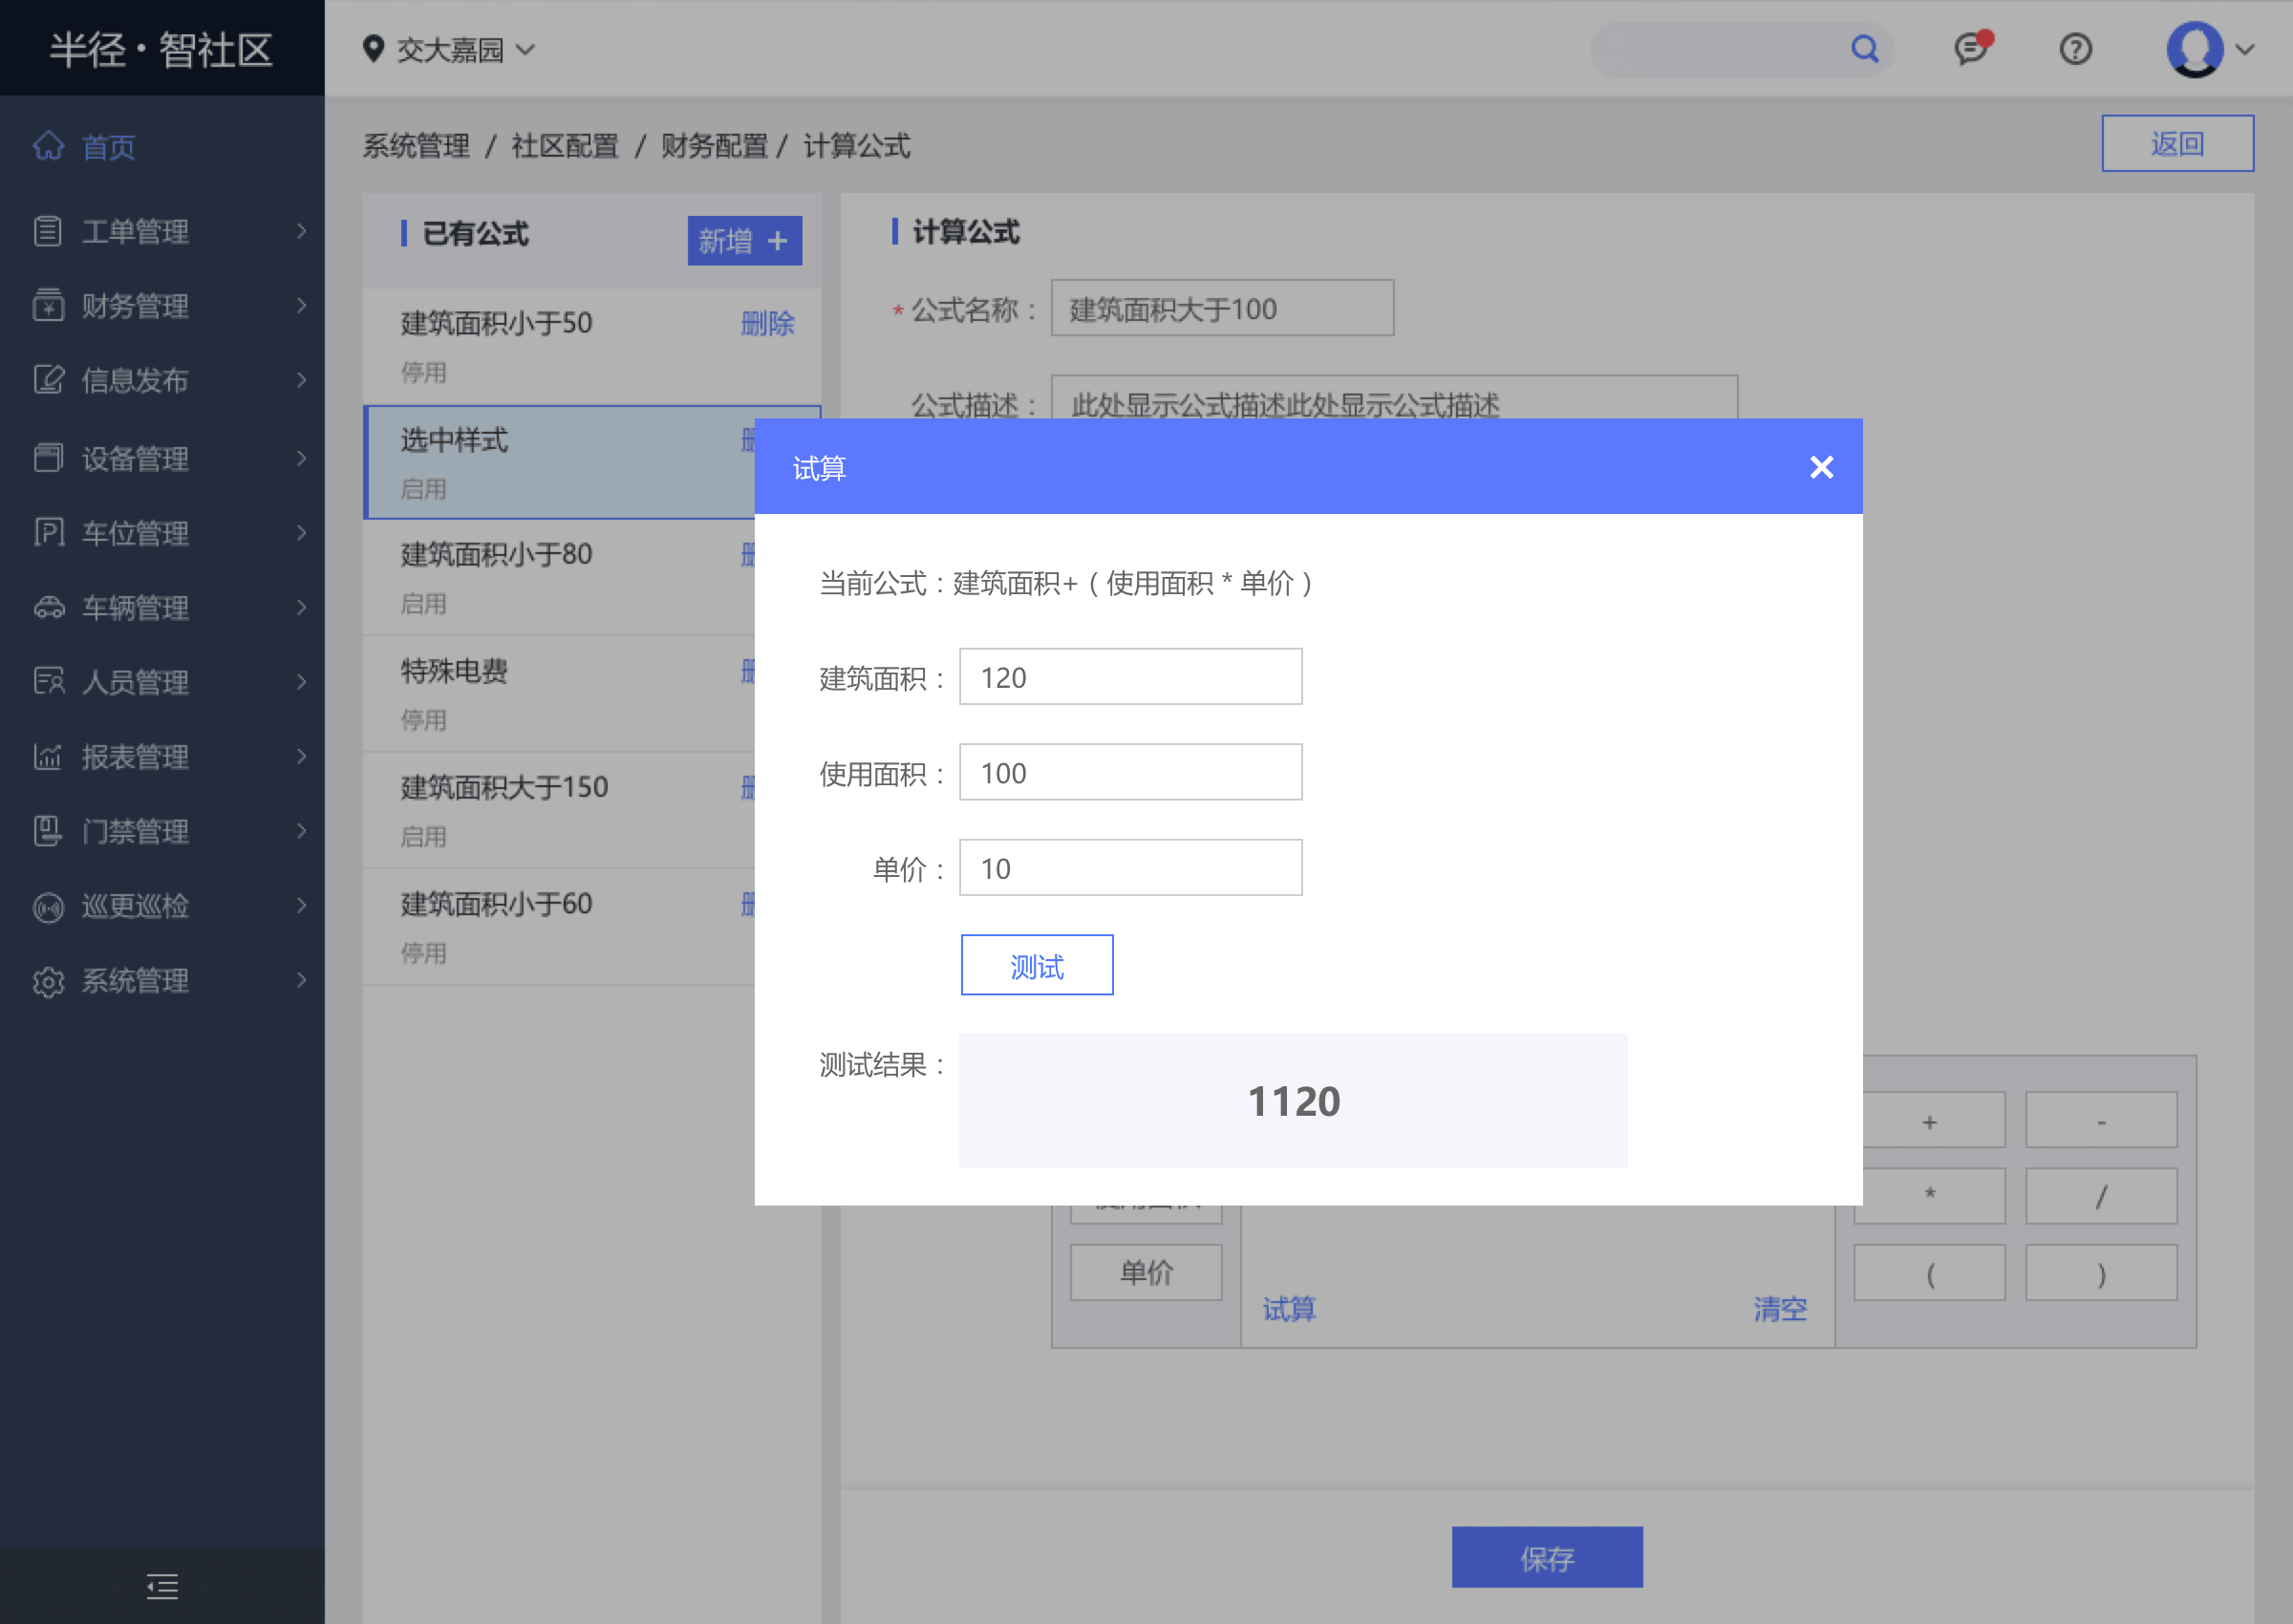 半径·智社区
交大嘉园
首页
工单管理
财务管理
信息发布
设备管理
车位管理
车辆管理
人员管理
报表管理
门禁管理
巡更巡检
系统管理
系统管理 / 社区配置 / 财务配置 / 计算公式
返回
已有公式
新增 +
建筑面积小于50
删除
停用
选中样式
启用
建筑面积小于80
启用
特殊电费
停用
建筑面积大于150
启用
建筑面积小于60
停用
计算公式
* 公式名称：
建筑面积大于100
公式描述：
此处显示公式描述此处显示公式描述
试算
当前公式：建筑面积+（使用面积 * 单价）
建筑面积：
120
使用面积：
100
单价：
10
测试
测试结果：
1120
+
-
*
/
单价
(
)
试算
清空
保存